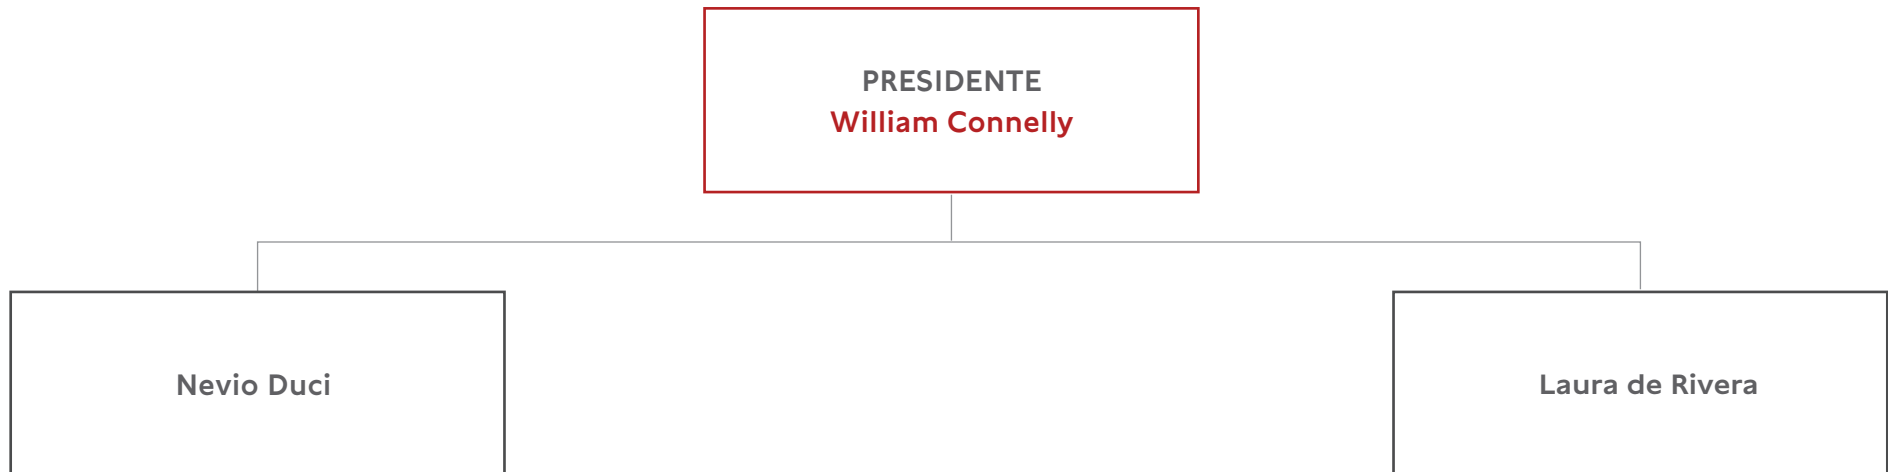 PRESIDENTE
William Connelly
Nevio Duci
Laura de Rivera